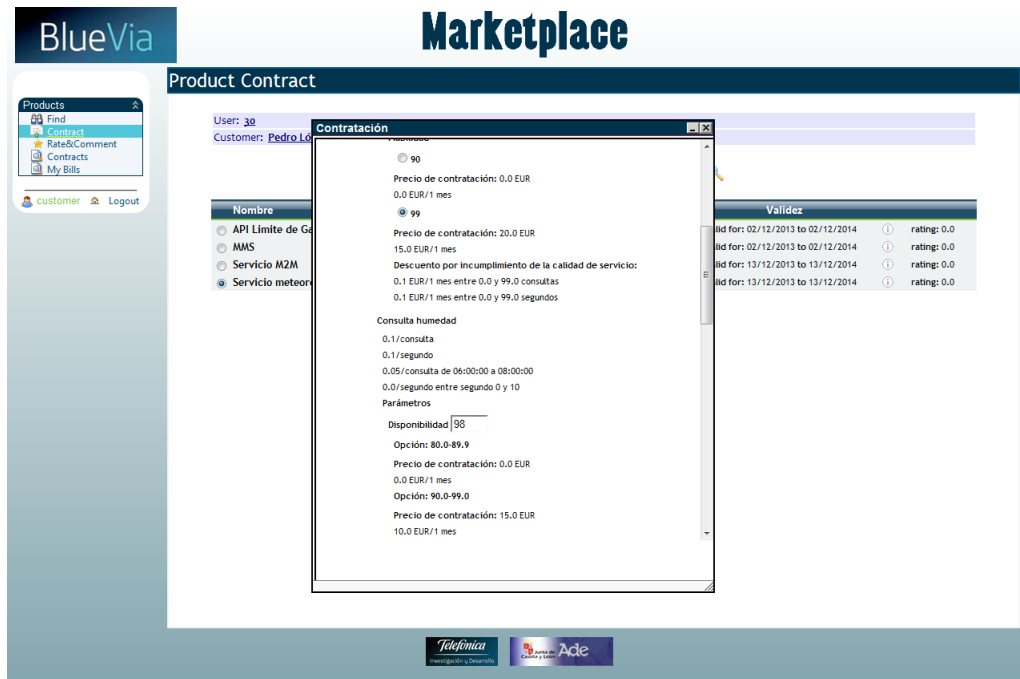 BlueVia
Marketplace
Product Contract
Products
Find
Contract
Rate&Comment
Contracts
My Bills
customer
Logout
User: 30
Customer: Pedro Ló
Nombre
Validez
API Limite de Ga
lid for: 02/12/2013 to 02/12/2014
rating: 0.0
MMS
lid for: 02/12/2013 to 02/12/2014
rating: 0.0
Servicio M2M
lid for: 13/12/2013 to 13/12/2014
rating: 0.0
Servicio meteoro
lid for: 13/12/2013 to 13/12/2014
rating: 0.0
Contratación
90
Precio de contratación: 0.0 EUR
0.0 EUR/1 mes
99
Precio de contratación: 20.0 EUR
15.0 EUR/1 mes
Descuento por incumplimiento de la calidad de servicio:
0.1 EUR/1 mes entre 0.0 y 99.0 consultas
0.1 EUR/1 mes entre 0.0 y 99.0 segundos
Consulta humedad
0.1/consulta
0.1/segundo
0.05/consulta de 06:00:00 a 08:00:00
0.0/segundo entre segundo 0 y 10
Parámetros
Disponibilidad 98
Opción: 80.0-89.9
Precio de contratación: 0.0 EUR
0.0 EUR/1 mes
Opción: 90.0-99.0
Precio de contratación: 15.0 EUR
10.0 EUR/1 mes
Telefónica
Investigación y Desarrollo
Junta de
Castilla y León
Ade